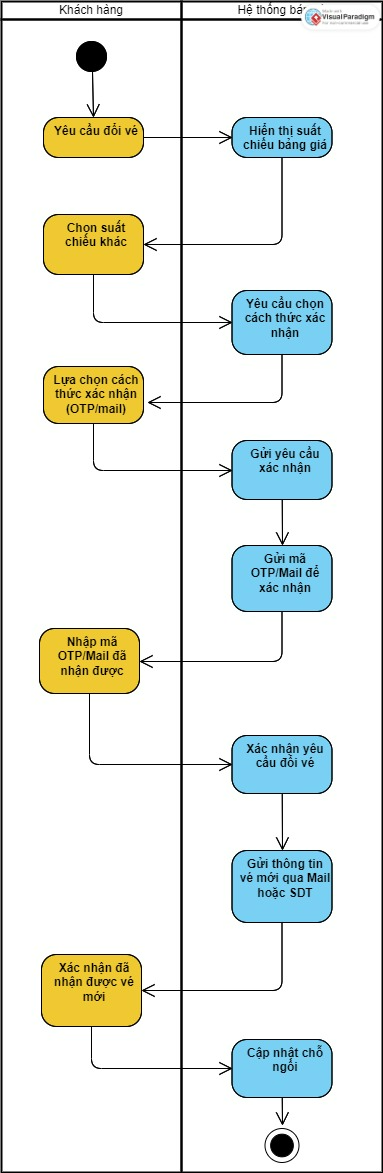 Khách hàng
Hệ thống bá
VisualParadigm
Yêu cầu đổi vé
Hiển thị suất
chiếu bảng giá
Chọn suất
chiếu khác
Yêu cầu chọn
cách thức xác
nhận
Lựa chọn cách
thức xác nhận
(OTP/mail)
Gửi yêu cầu
xác nhận
Gửi mã
OTP/Mail để
xác nhận
Nhập mã
OTP/Mail đã
nhận được
Xác nhận yêu
cầu đổi vé
Gửi thông tin
vé mới qua Mail
hoặc SDT
Xác nhận đã
nhận được vé
mới
Cập nhật chỗ
ngồi